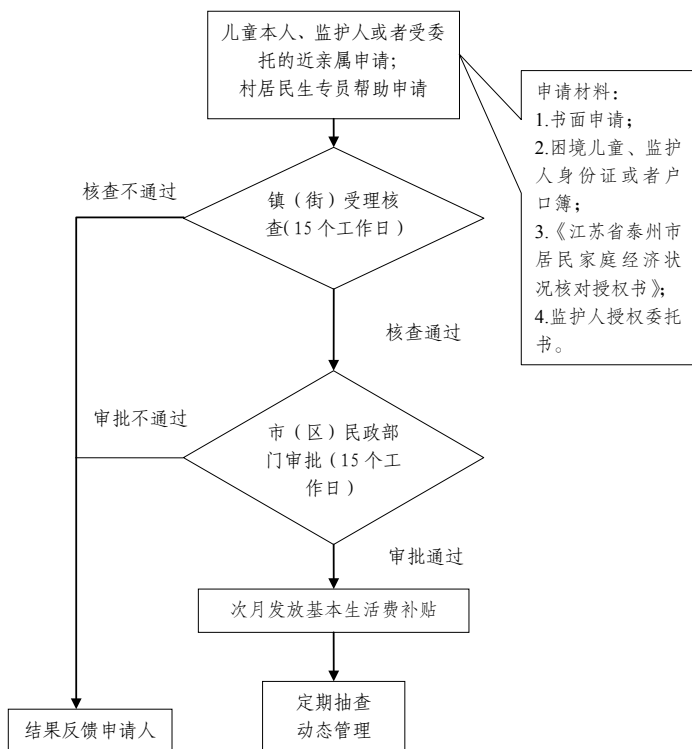 儿童本人、监护人或者受委
托的近亲属申请；
村居民生专员帮助申请
申请材料：
1.书面申请；
2.困境儿童、监护
人身份证或者户
口簿；
3.《江苏省泰州市
居民家庭经济状
况核对授权书》；
4.监护人授权委托
书。
核查不通过
镇（街）受理核
查（15 个工作日）
核查通过
审批不通过
市（区）民政部
门审批（15 个工
作日）
审批通过
次月发放基本生活费补贴
定期抽查
动态管理
结果反馈申请人